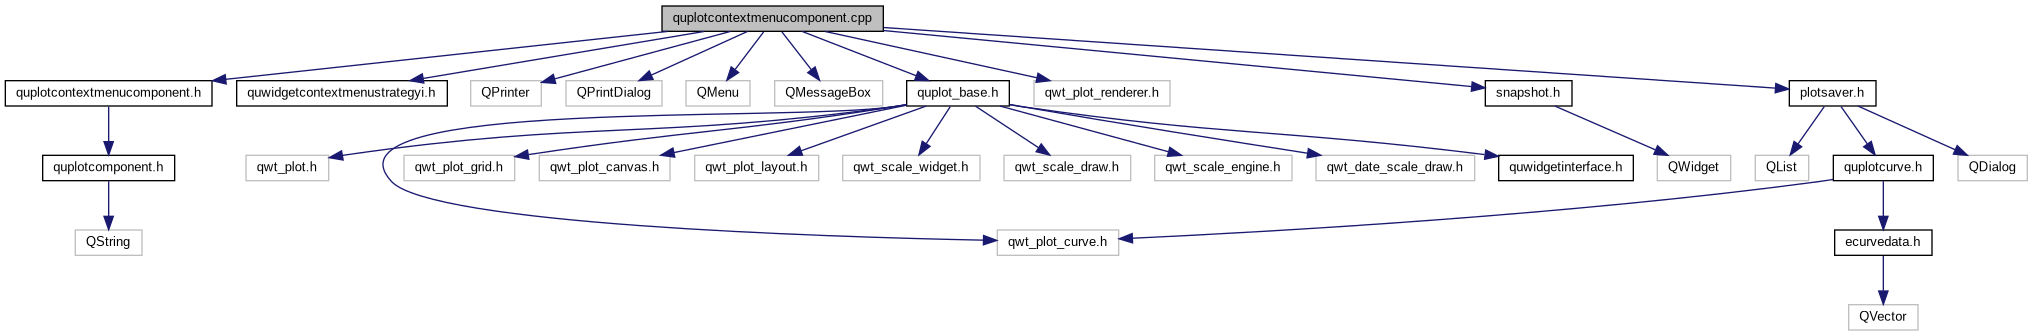 quplotcontextmenucomponent.cpp
quplotcontextmenucomponent.h
quwidgetcontextmenustrategyi.h
QPrinter
QPrintDialog
QMenu
QMessageBox
quplot_base.h
qwt_plot_renderer.h
snapshot.h
plotsaver.h
quplotcomponent.h
qwt_plot.h
qwt_plot_grid.h
qwt_plot_canvas.h
qwt_plot_layout.h
qwt_scale_widget.h
qwt_scale_draw.h
qwt_scale_engine.h
qwt_date_scale_draw.h
quwidgetinterface.h
QWidget
QList
quplotcurve.h
QDialog
QString
qwt_plot_curve.h
ecurvedata.h
QVector